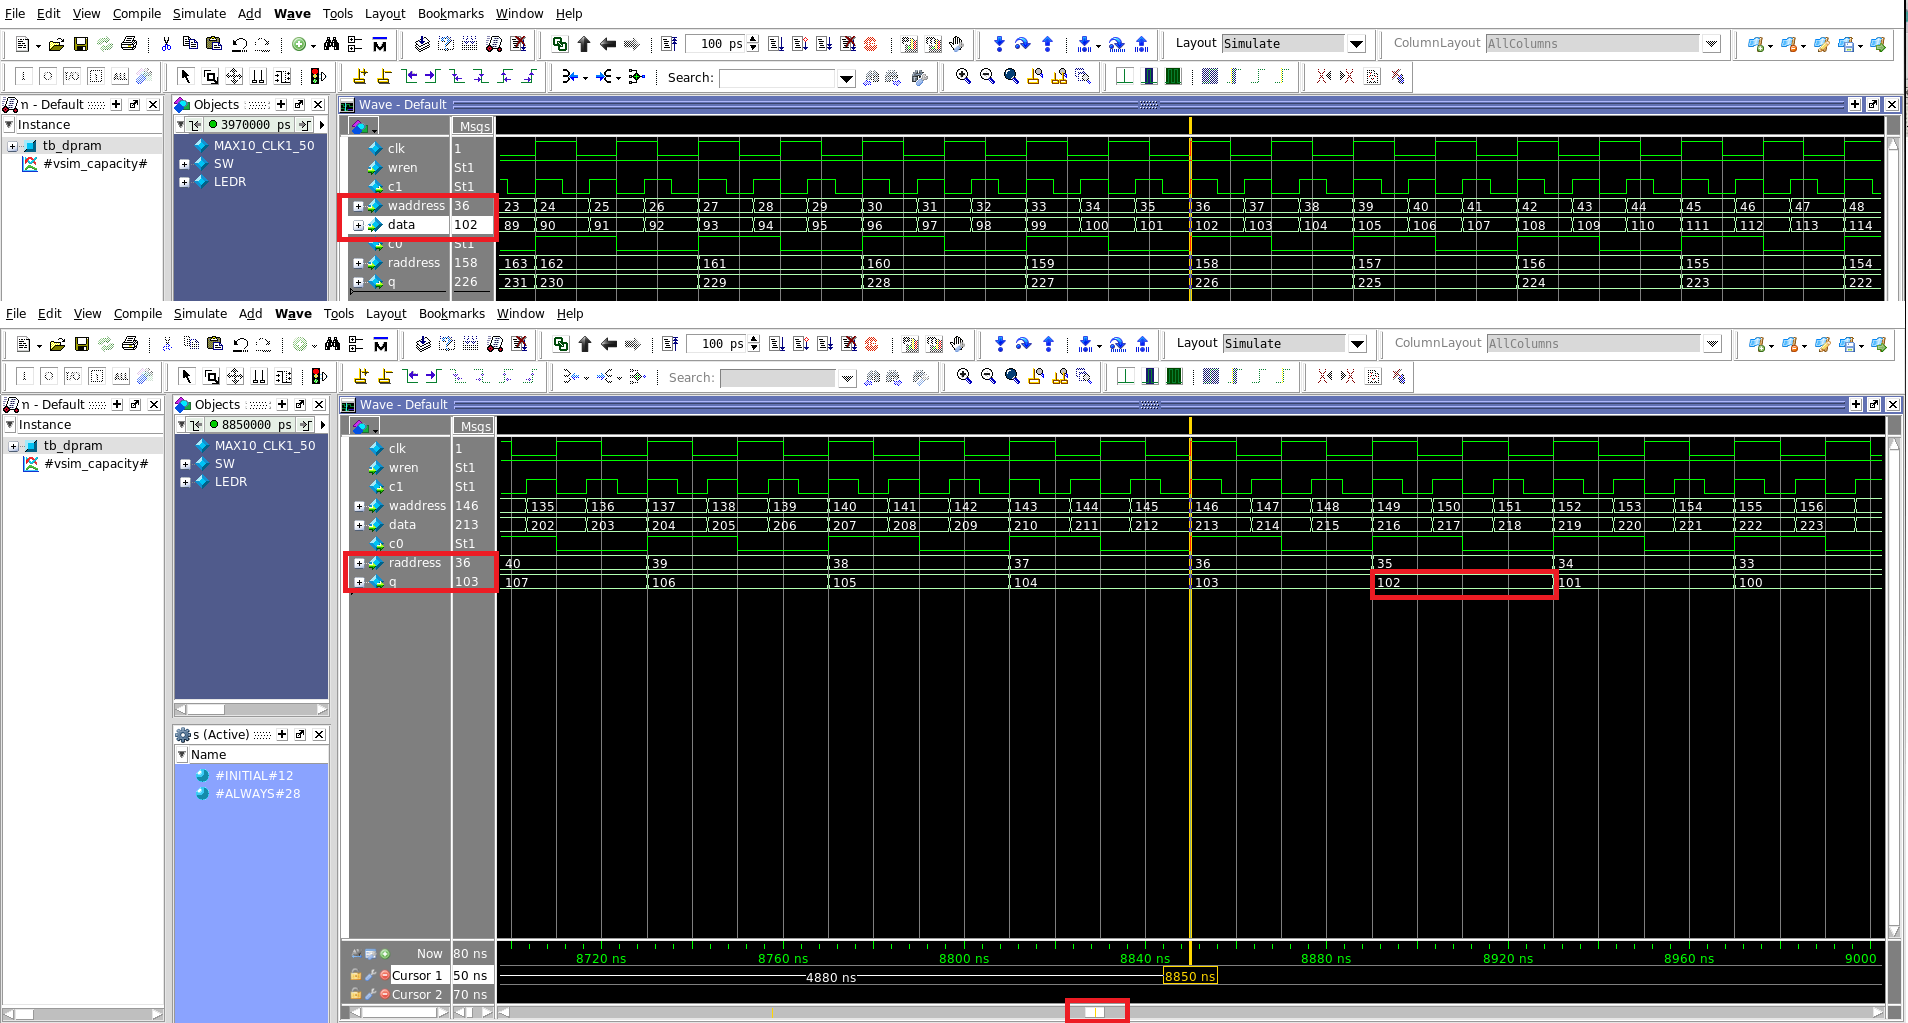 File Edit View Compile Simulate Add Wave Tools Layout Bookmarks Window Help
100 ps Layout Simulate ColumnLayout AllColumns
ALL Search:
n - Default Objects Wave - Default
Instance 3970000 ps Msgs
tb_dpram MAX10_CLK1_50 clk 1
#vsim_capacity# SW wren St1
LEDR c1 St1
waddress 36 23 24 25 26 27 28 29 30 31 32 33 34 35 36 37 38 39 40 41 42 43 44 45 46 47 48
data 102 89 90 91 92 93 94 95 96 97 98 99 100 101 102 103 104 105 106 107 108 109 110 111 112 113 114
c0 St1
raddress 158 163 162 161 160 159 158 157 156 155 154
q 226 231 230 229 228 227 226 225 224 223 222
File Edit View Compile Simulate Add Wave Tools Layout Bookmarks Window Help
100 ps Layout Simulate ColumnLayout AllColumns
ALL Search:
n - Default Objects Wave - Default
Instance 8850000 ps Msgs
tb_dpram MAX10_CLK1_50 clk 1
#vsim_capacity# SW wren St1
LEDR c1 St1
waddress 146 135 136 137 138 139 140 141 142 143 144 145 146 147 148 149 150 151 152 153 154 155 156
data 213 202 203 204 205 206 207 208 209 210 211 212 213 214 215 216 217 218 219 220 221 222 223
c0 St1
raddress 36 40 39 38 37 36 35 34 33
q 103 107 106 105 104 103 102 101 100
s (Active)
Name
#INITIAL#12
#ALWAYS#28
Now 80 ns 8720 ns 8760 ns 8800 ns 8840 ns 8880 ns 8920 ns 8960 ns 9000
Cursor 1 50 ns 4880 ns 8850 ns
Cursor 2 70 ns